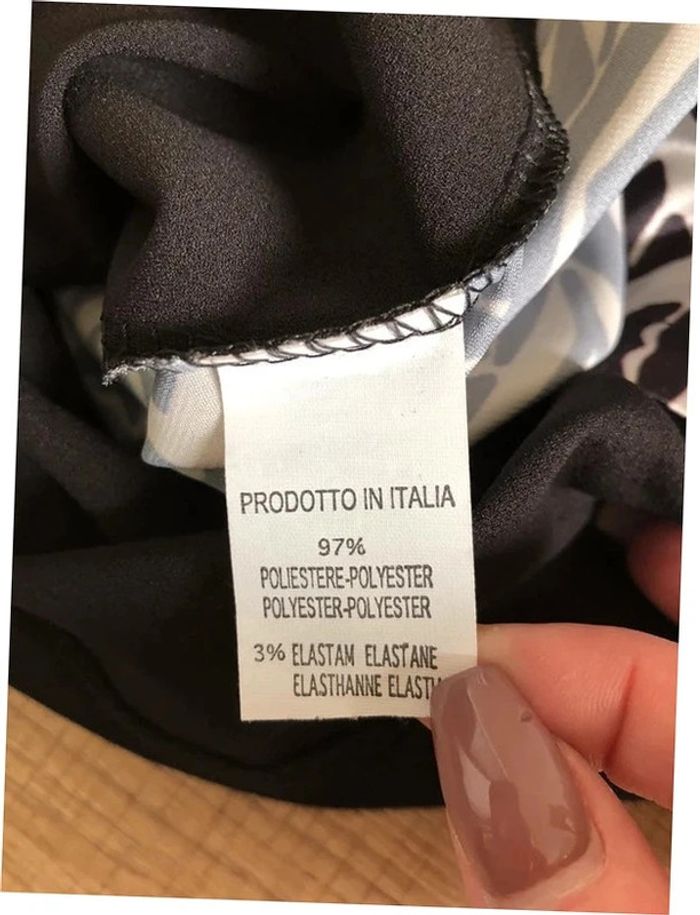 PRODOTTO IN ITALIA
97%
POLIESTERE-POLYESTER
POLYESTER-POLYESTER
3% ELASTAM ELASTANE
ELASTHANNE